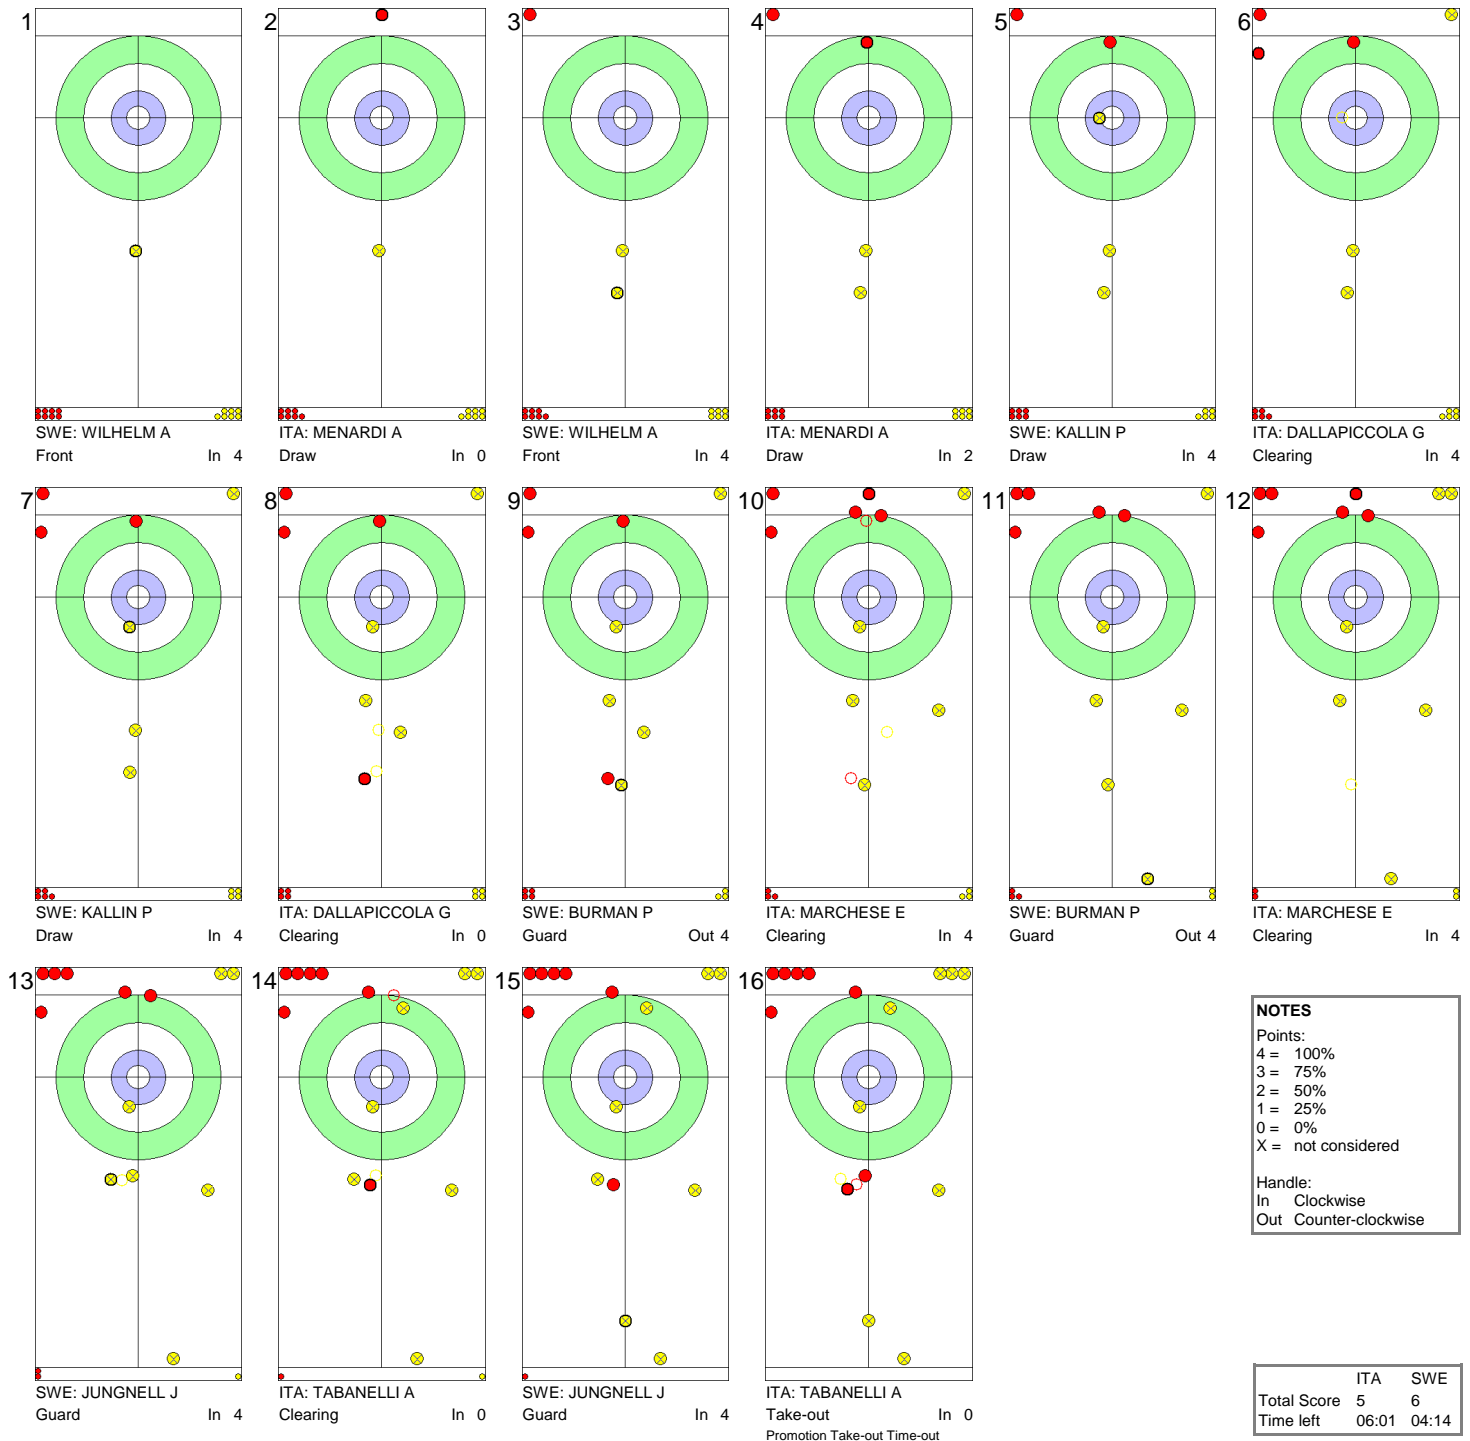 1
SWE: WILHELM A
Front In 4
2
ITA: MENARDI A
Draw In 0
3
SWE: WILHELM A
Front In 4
4
ITA: MENARDI A
Draw In 2
5
SWE: KALLIN P
Draw In 4
6
ITA: DALLAPICCOLA G
Clearing In 4
7
SWE: KALLIN P
Draw In 4
8
ITA: DALLAPICCOLA G
Clearing In 0
9
SWE: BURMAN P
Guard Out 4
10
ITA: MARCHESE E
Clearing In 4
11
SWE: BURMAN P
Guard Out 4
12
ITA: MARCHESE E
Clearing In 4
13
SWE: JUNGNELL J
Guard In 4
14
ITA: TABANELLI A
Clearing In 0
15
SWE: JUNGNELL J
Guard In 4
16
ITA: TABANELLI A
Take-out In 0
Promotion Take-out Time-out
NOTES
Points:
4 = 100%
3 = 75%
2 = 50%
1 = 25%
0 = 0%
X = not considered
Handle:
In Clockwise
Out Counter-clockwise
ITA SWE
Total Score 5 6
Time left 06:01 04:14